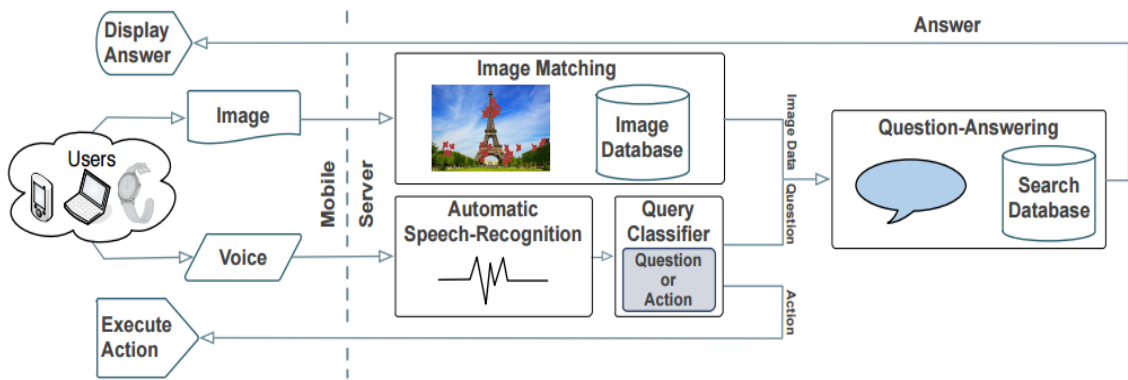 Display
Answer
Answer
Users
Image
Voice
Execute
Action
Mobile
Server
Image Matching
Image
Database
Automatic
Speech-Recognition
Query
Classifier
Question
or
Action
Image Data
Question
Action
Question-Answering
Search
Database